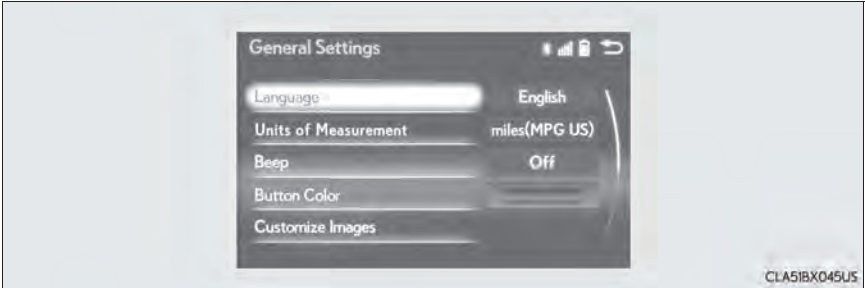 General Settings
Language English
Units of Measurement miles(MPG US)
Beep Off
Button Color
Customize Images
CLA51BX045US